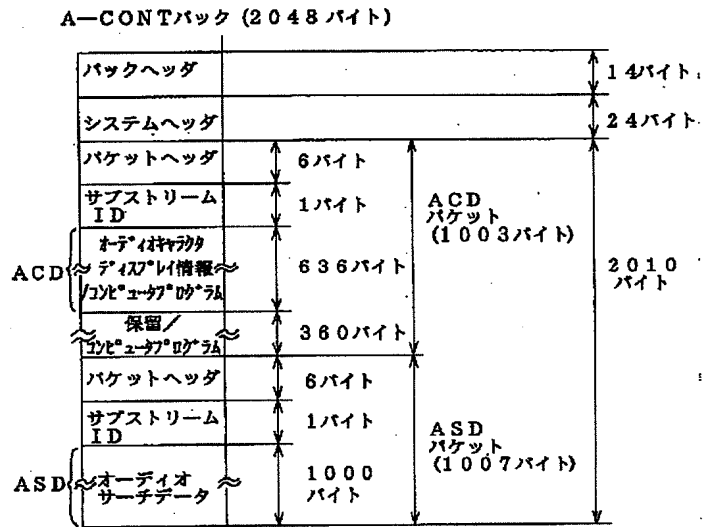 A－CONTパック (2048バイト)
パックヘッダ
14バイト
システムヘッダ
24バイト
パケットヘッダ
6バイト
サブストリーム
ID
1バイト
ACD
オーディオキャラクタ
ディスプレイ情報
/コンピュータプログラム
636バイト
保留/
コンピュータプログラム
360バイト
ACD
パケット
(1003バイト)
2010
バイト
パケットヘッダ
6バイト
サブストリーム
ID
1バイト
ASD
オーディオ
サーチデータ
1000
バイト
ASD
パケット
(1007バイト)